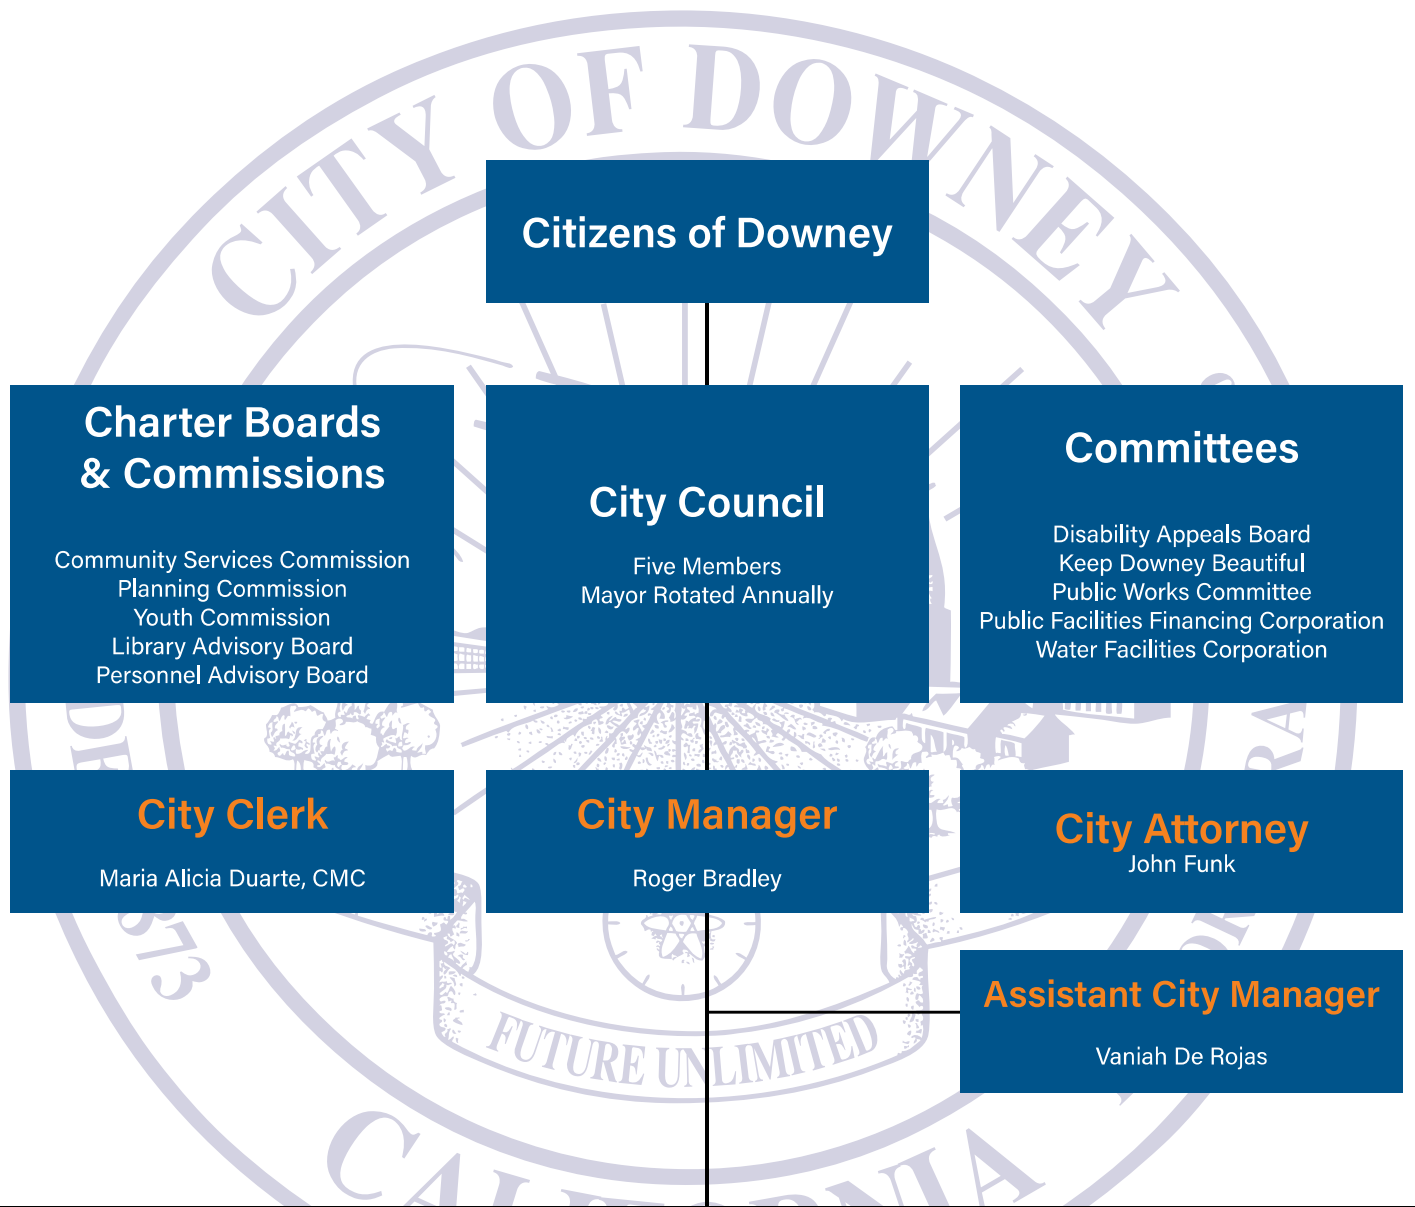 CITY OF DOWNEY
Citizens of Downey
Charter Boards
& Commissions
Community Services Commission
Planning Commission
Youth Commission
Library Advisory Board
Personnel Advisory Board
City Council
Five Members
Mayor Rotated Annually
Committees
Disability Appeals Board
Keep Downey Beautiful
Public Works Committee
Public Facilities Financing Corporation
Water Facilities Corporation
City Clerk
Maria Alicia Duarte, CMC
City Manager
Roger Bradley
City Attorney
John Funk
Assistant City Manager
Vaniah De Rojas
FUTURE UNLIMITED
CALIFORNIA